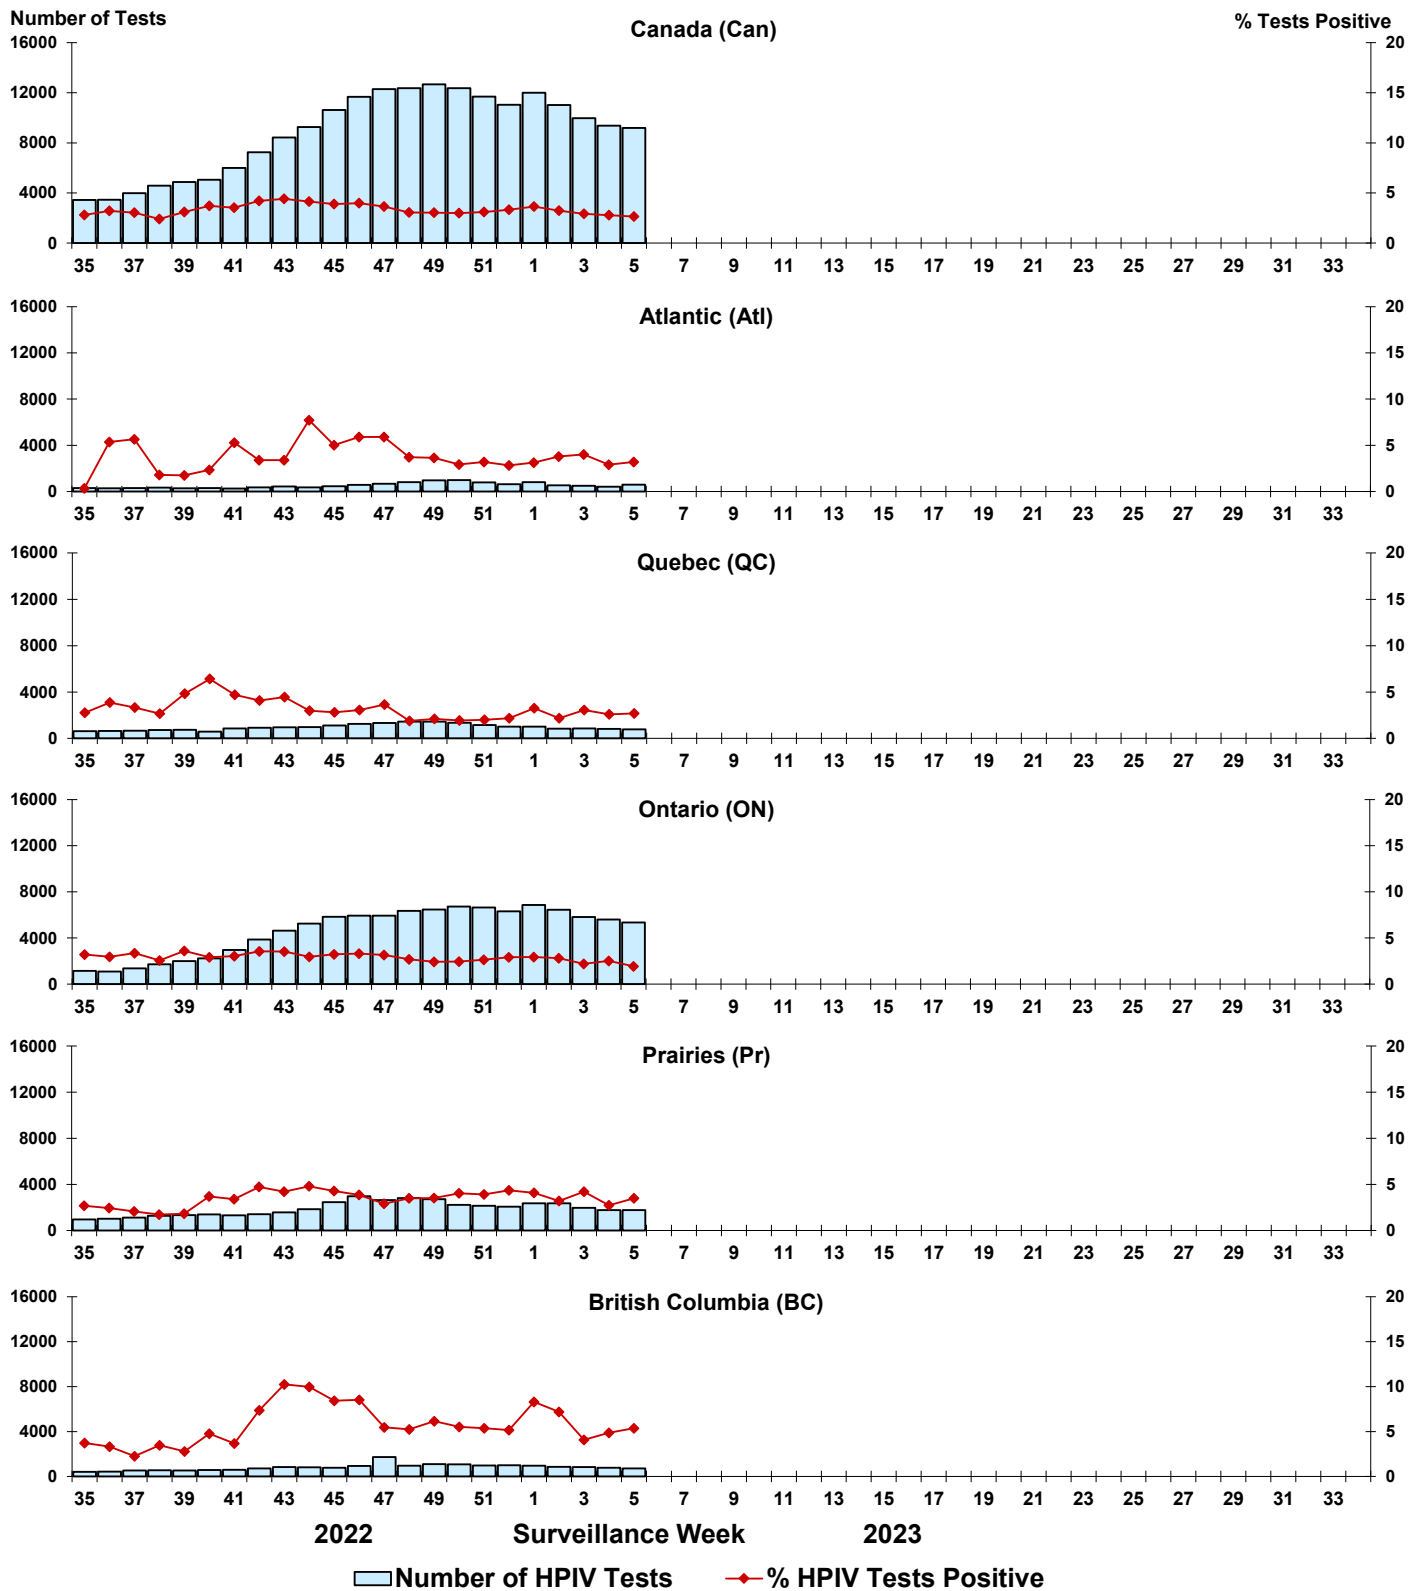 Number of Tests
Canada (Can)
% Tests Positive
16000 20
12000 15
8000 10
4000 5
0 0
35 37 39 41 43 45 47 49 51 1 3 5 7 9 11 13 15 17 19 21 23 25 27 29 31 33
Atlantic (Atl)
16000 20
12000 15
8000 10
4000 5
0 0
35 37 39 41 43 45 47 49 51 1 3 5 7 9 11 13 15 17 19 21 23 25 27 29 31 33
Quebec (QC)
16000 20
12000 15
8000 10
4000 5
0 0
35 37 39 41 43 45 47 49 51 1 3 5 7 9 11 13 15 17 19 21 23 25 27 29 31 33
Ontario (ON)
16000 20
12000 15
8000 10
4000 5
0 0
35 37 39 41 43 45 47 49 51 1 3 5 7 9 11 13 15 17 19 21 23 25 27 29 31 33
Prairies (Pr)
16000 20
12000 15
8000 10
4000 5
0 0
35 37 39 41 43 45 47 49 51 1 3 5 7 9 11 13 15 17 19 21 23 25 27 29 31 33
British Columbia (BC)
16000 20
12000 15
8000 10
4000 5
0 0
35 37 39 41 43 45 47 49 51 1 3 5 7 9 11 13 15 17 19 21 23 25 27 29 31 33
2022 Surveillance Week 2023
Number of HPIV Tests % HPIV Tests Positive